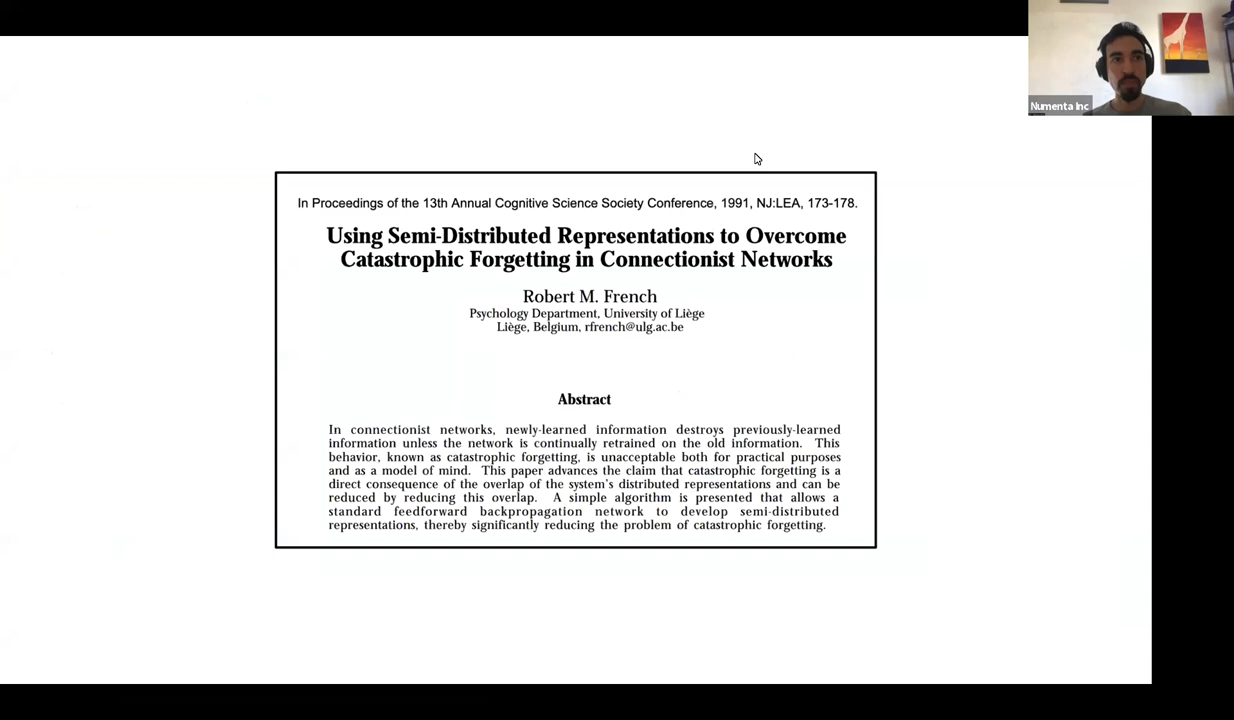 Numenta Inc
In Proceedings of the 13th Annual Cognitive Science Society Conference, 1991, NJ:LEA, 173-178.
Using Semi-Distributed Representations to Overcome
Catastrophic Forgetting in Connectionist Networks
Robert M. French
Psychology Department, University of Liège
Liège, Belgium, rfrench@ulg.ac.be
Abstract
In connectionist networks, newly-learned information destroys previously-learned
information unless the network is continually retrained on the old information. This
behavior, known as catastrophic forgetting, is unacceptable both for practical purposes
and as a model of mind. This paper advances the claim that catastrophic forgetting is a
direct consequence of the overlap of the system's distributed representations and can be
reduced by reducing this overlap. A simple algorithm is presented that allows a
standard feedforward backpropagation network to develop semi-distributed
representations, thereby significantly reducing the problem of catastrophic forgetting.